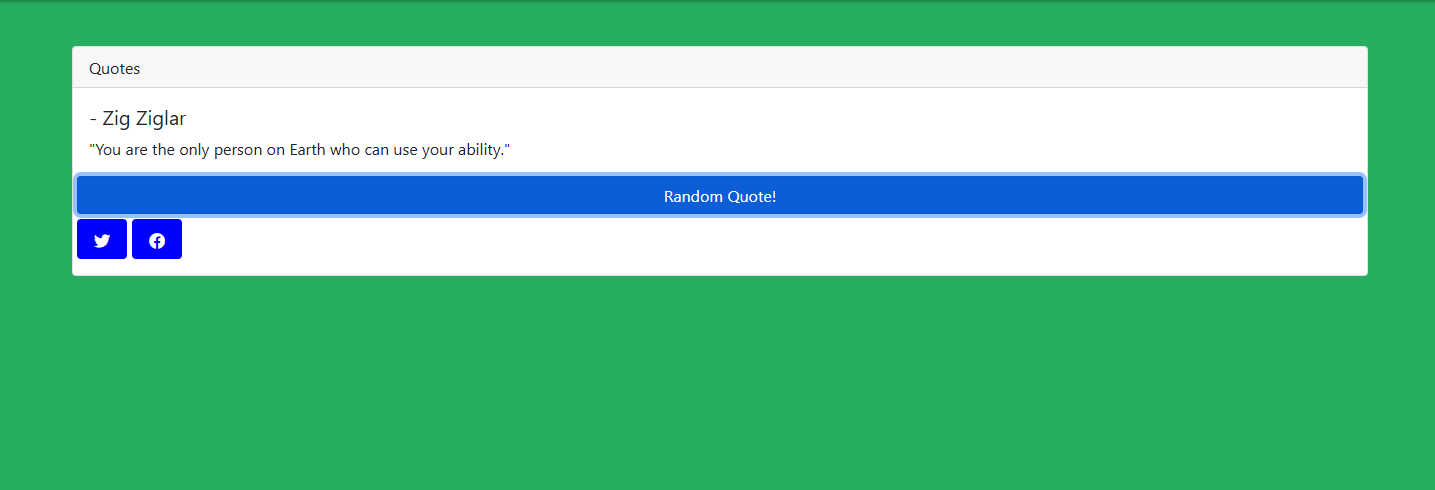 Quotes
- Zig Ziglar
"You are the only person on Earth who can use your ability."
Random Quote!